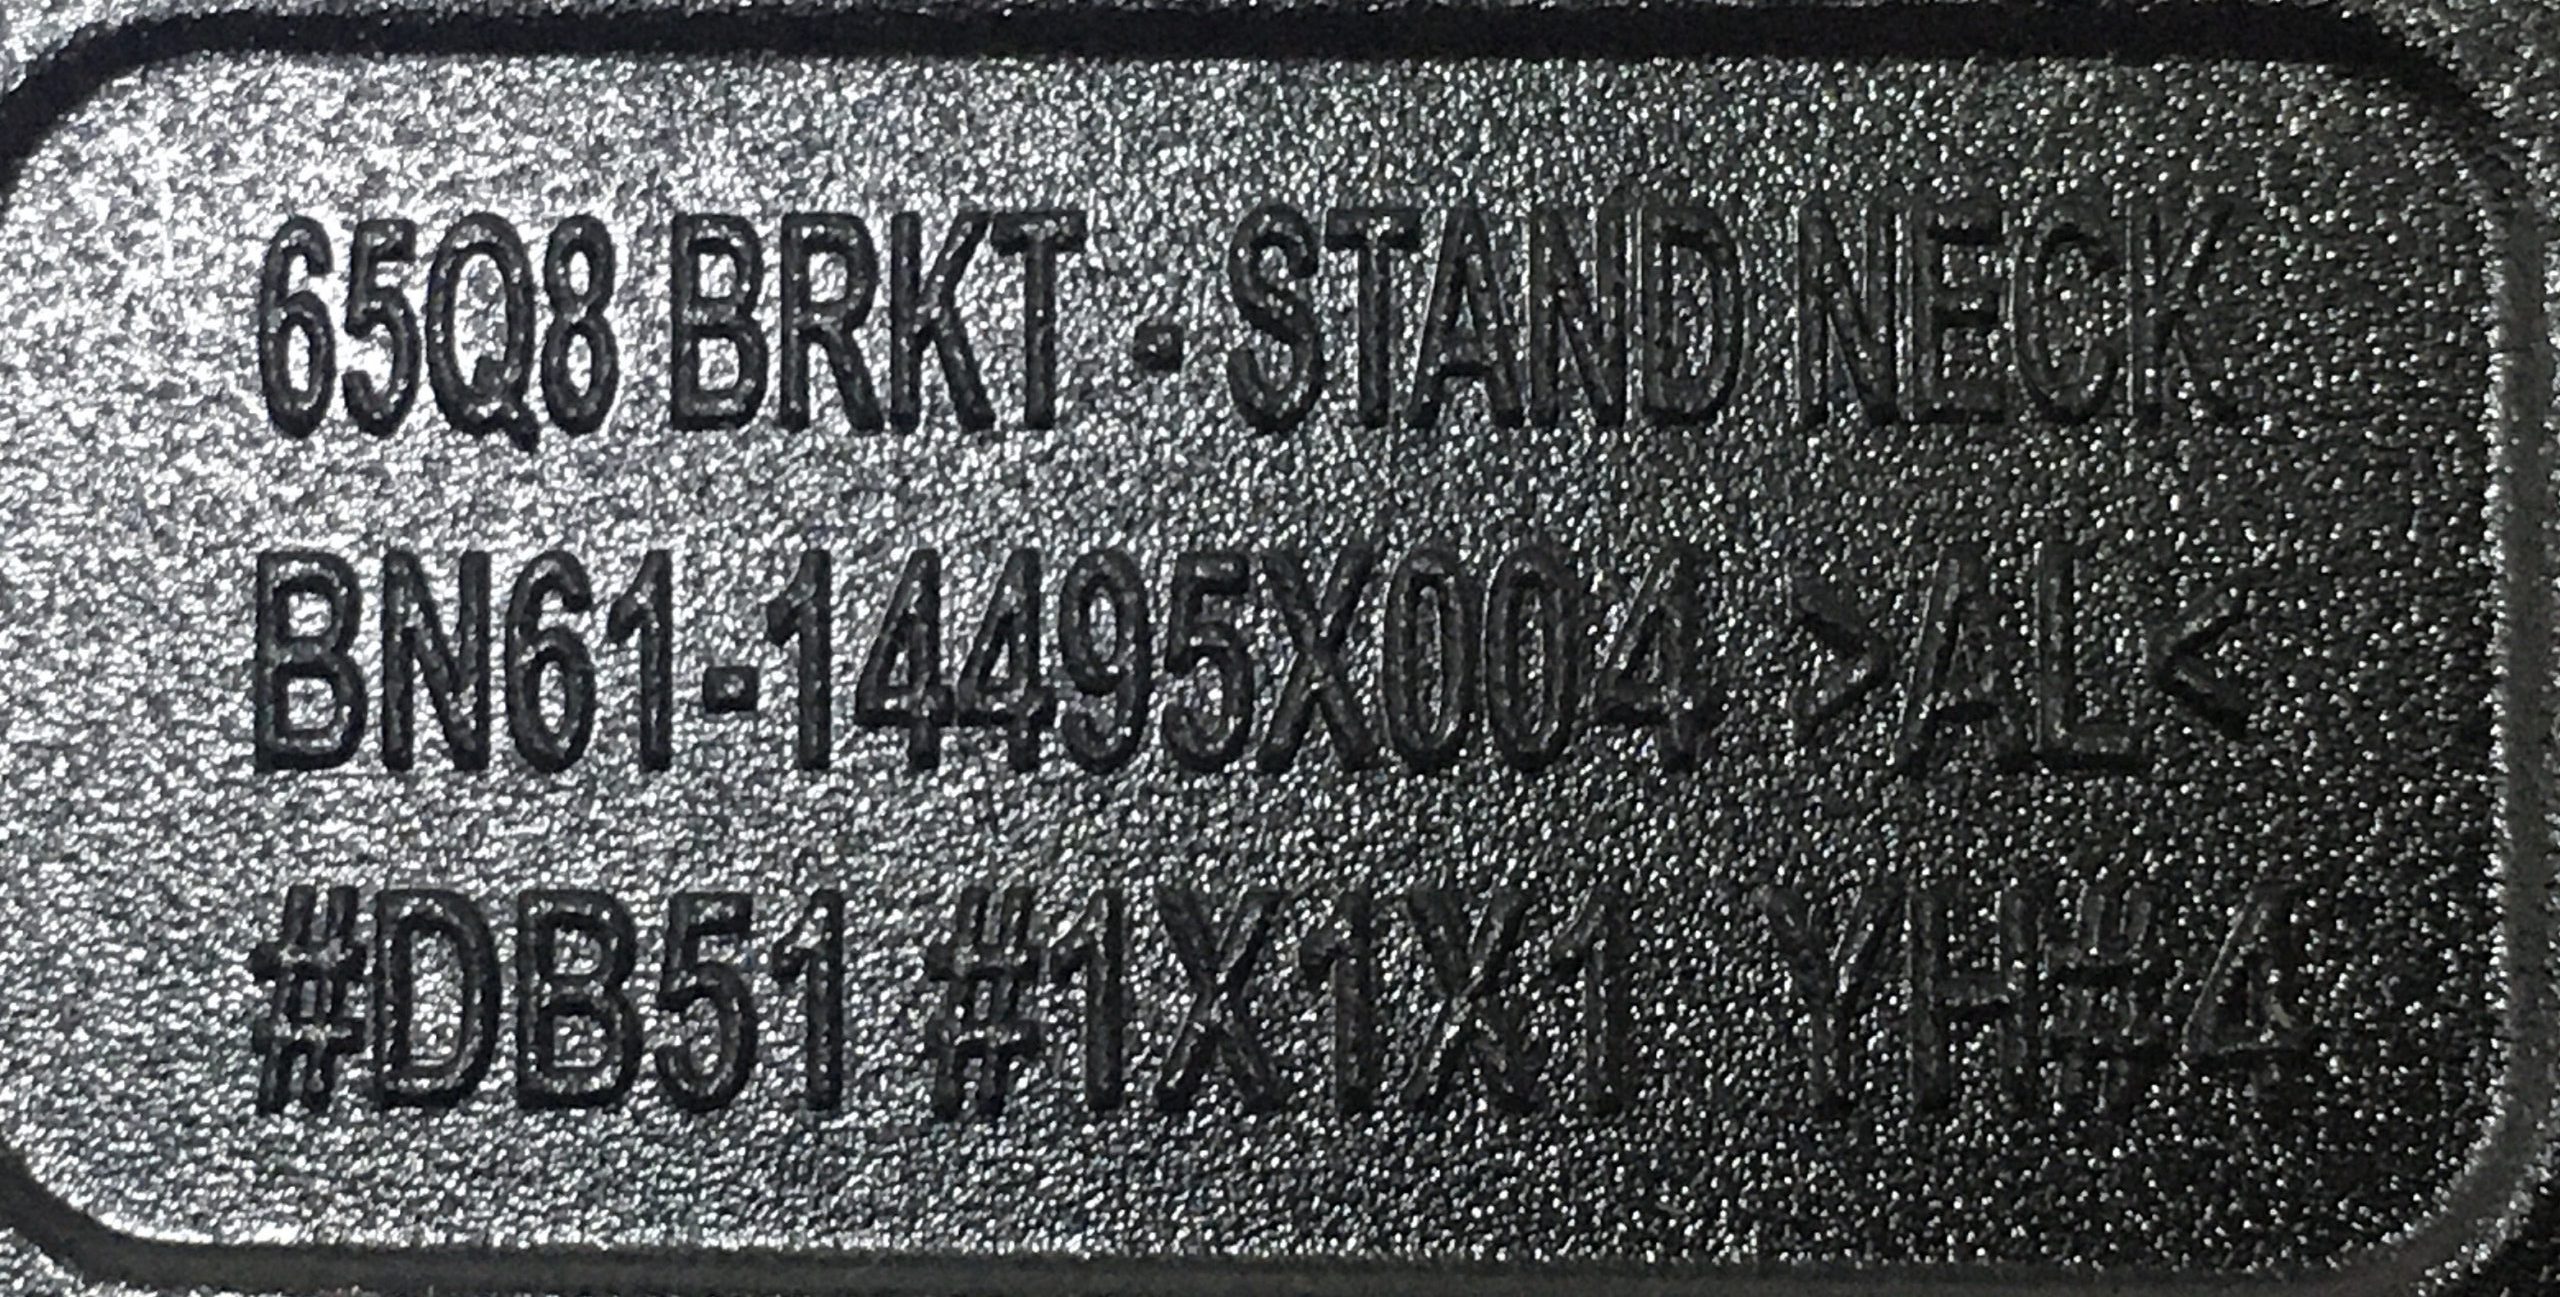 65Q8 BRKT - STAND NECK
BN61-14495X004 >AL<
#DB51 #1X1X1 YH#4